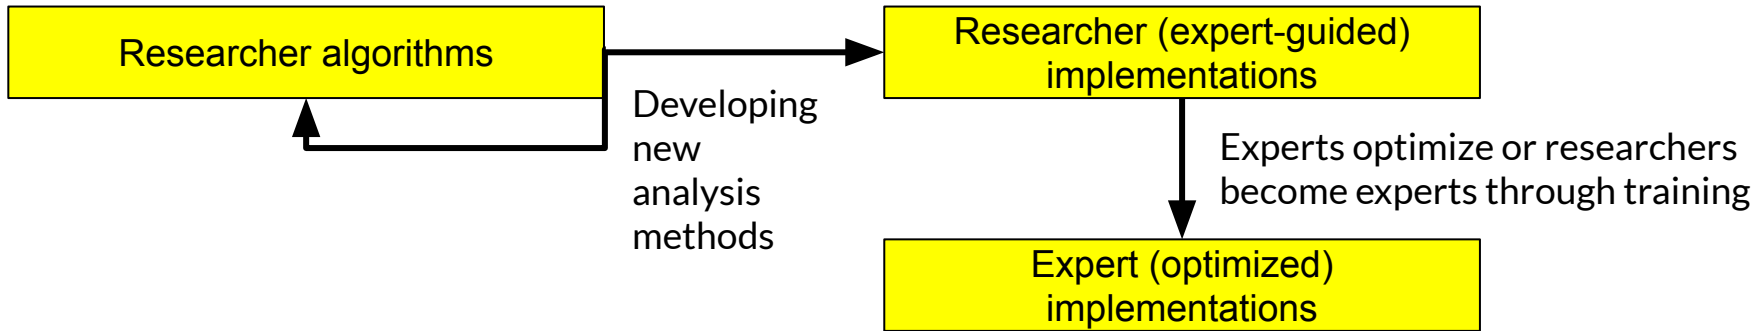 Researcher algorithms
Researcher (expert-guided)
implementations
Developing
new
analysis
methods
Experts optimize or researchers
become experts through training
Expert (optimized)
implementations